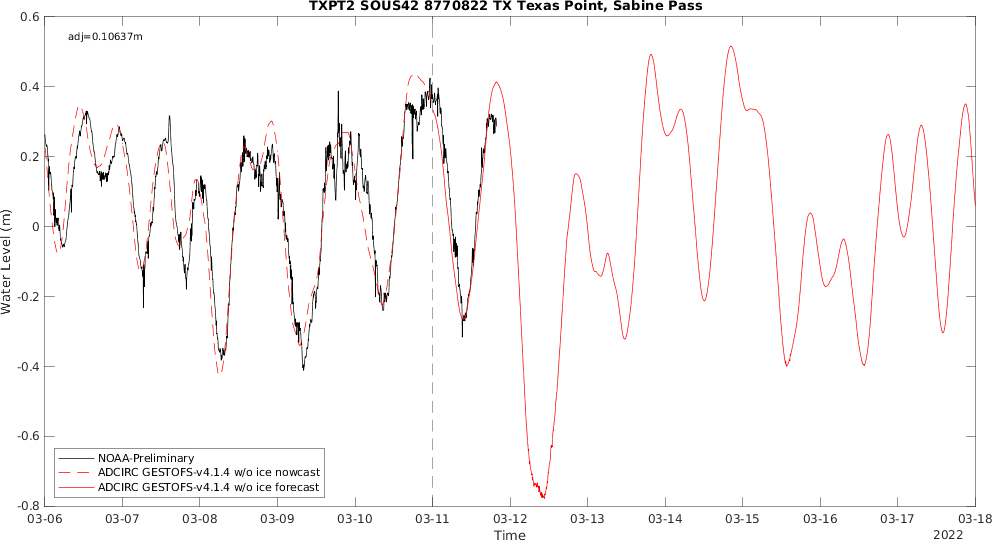 TXPT2 SOUS42 8770822 TX Texas Point, Sabine Pass
adj=0.10637m
0.6
0.4
0.2
0
-0.2
-0.4
-0.6
-0.8
Water Level (m)
NOAA-Preliminary
ADCIRC GESTOFS-v4.1.4 w/o ice nowcast
ADCIRC GESTOFS-v4.1.4 w/o ice forecast
03-06 03-07 03-08 03-09 03-10 03-11 03-12 03-13 03-14 03-15 03-16 03-17 03-18
Time
2022